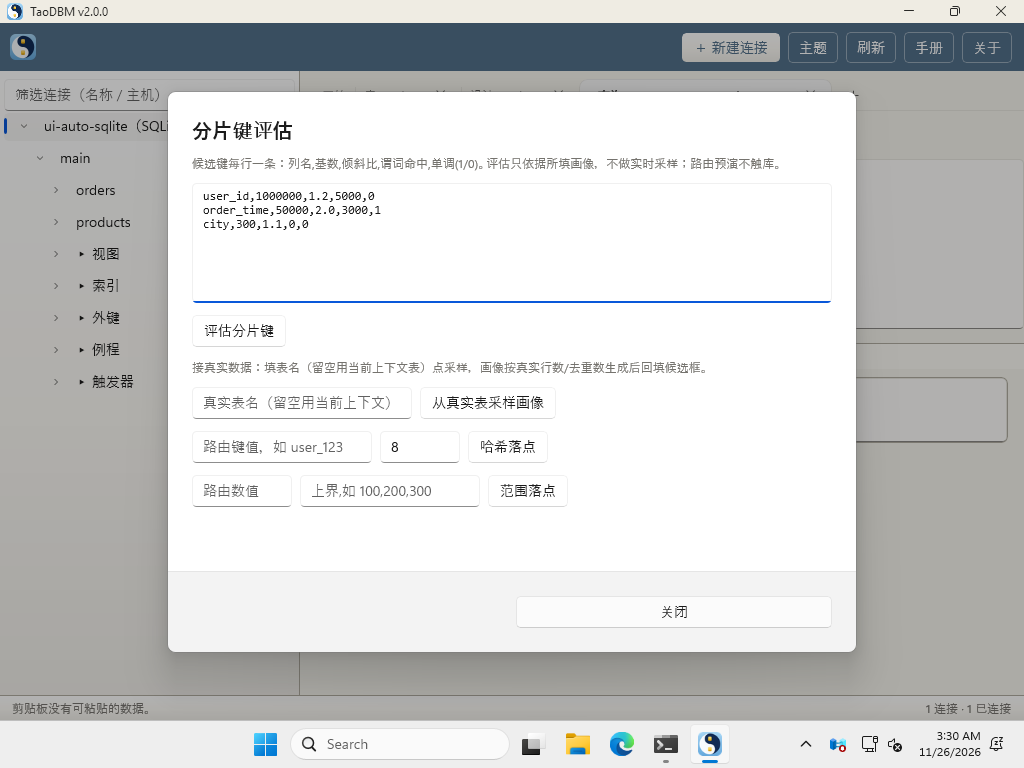 TaoDBM v2.0.0
+ 新建连接
主题
刷新
手册
关于
筛选连接（名称 / 主机）
ui-auto-sqlite（SQLi
main
orders
products
视图
索引
外键
例程
触发器
分片键评估
候选键每行一条：列名,基数,倾斜比,谓词命中,单调(1/0)。评估只依据所填画像，不做实时采样；路由预演不触库。
user_id,1000000,1.2,5000,0
order_time,50000,2.0,3000,1
city,300,1.1,0,0
评估分片键
接真实数据：填表名（留空用当前上下文表）点采样，画像按真实行数/去重数生成后回填候选框。
真实表名（留空用当前上下文）
从真实表采样画像
路由键值，如 user_123
8
哈希落点
路由数值
上界,如 100,200,300
范围落点
关闭
剪贴板没有可粘贴的数据。
1 连接 · 1 已连接
Search
3:30 AM
11/26/2026